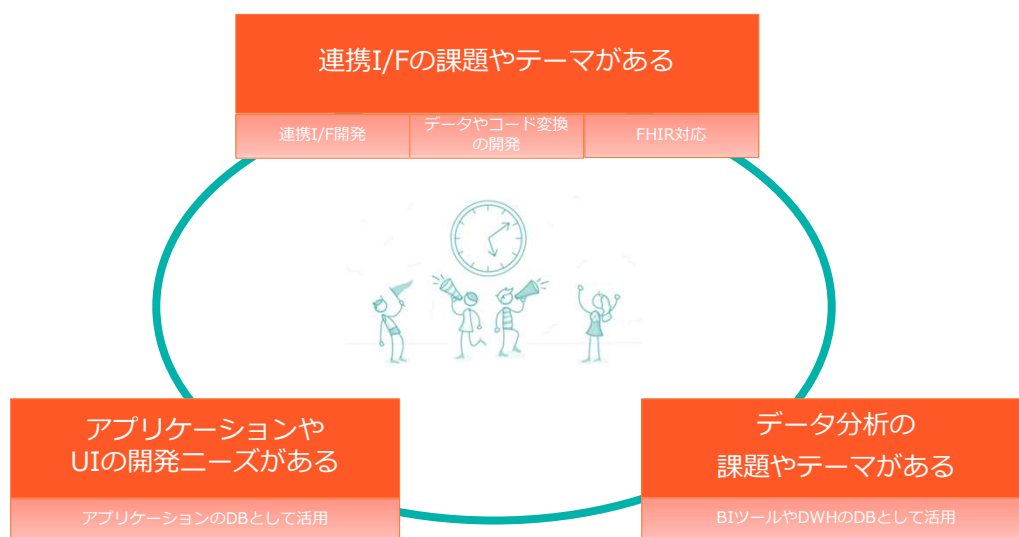 連携I/Fの課題やテーマがある
連携I/F開発
データやコード変換
の開発
FHIR対応
アプリケーションや
UIの開発ニーズがある
アプリケーションのDBとして活用
データ分析の
課題やテーマがある
BIツールやDWHのDBとして活用